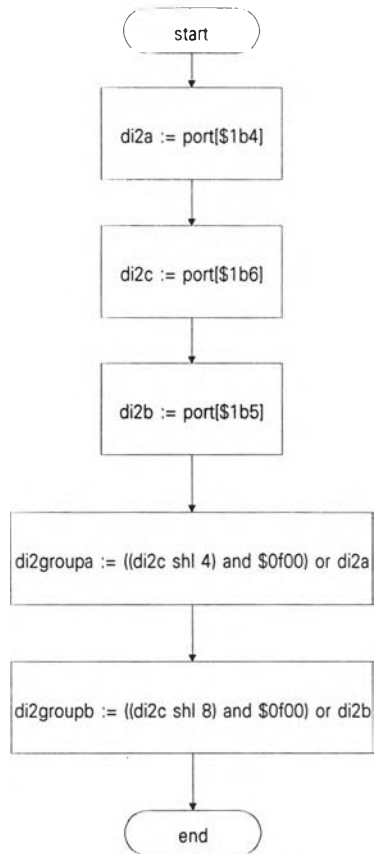 start
di2a := port[$1b4]
di2c := port[$1b6]
di2b := port[$1b5]
di2groupa := ((di2c shl 4) and $0f00) or di2a
di2groupb := ((di2c shl 8) and $0f00) or di2b
end